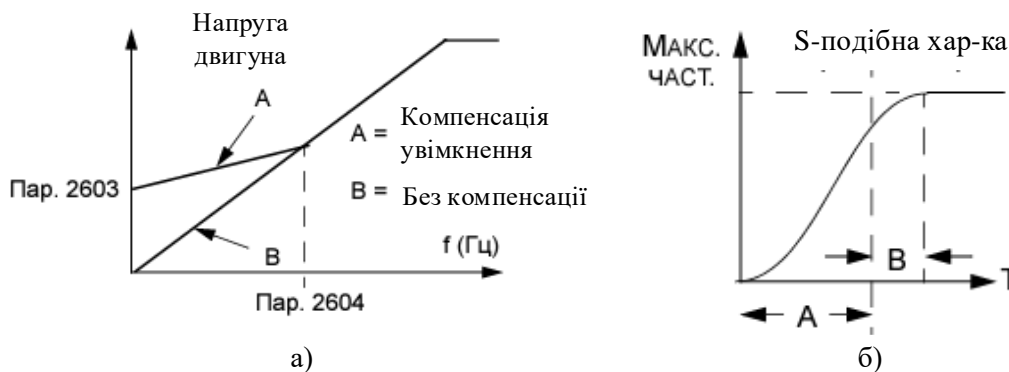 Напруга
двигуна
A
A = Компенсація
увімкнення
Пар. 2603
B = Без компенсації
B
f (Гц)
Пар. 2604
а)
S-подібна хар-ка
МАКС.
ЧАСТ.
B
T
A
б)